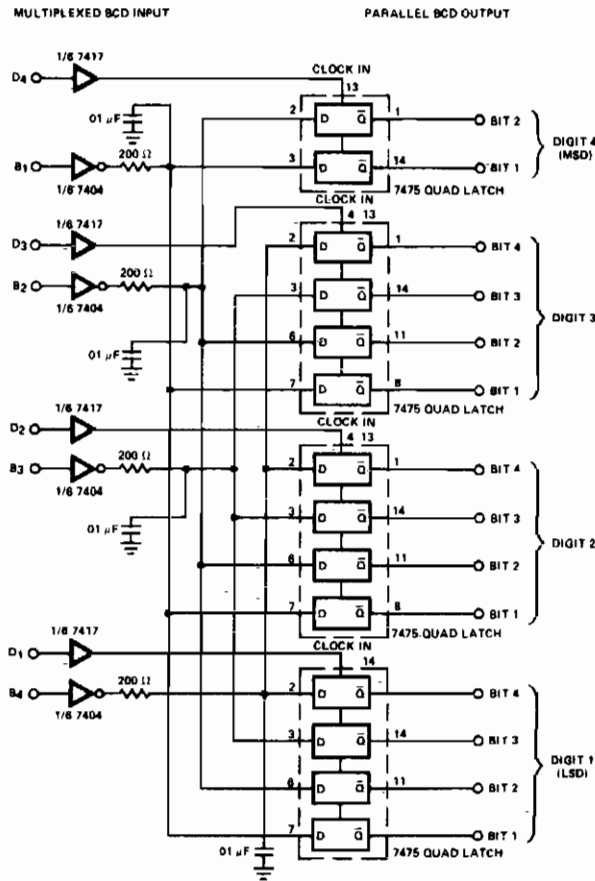 MULTIPLEXED BCD INPUT
PARALLEL BCD OUTPUT
1/6 7417
D4
CLOCK IN
13
01 µF
2
D
Q̅
1
BIT 2
B1
200 Ω
3
D
Q̅
14
BIT 1
DIGIT 4
(MSD)
1/6 7404
7475 QUAD LATCH
1/6 7417
CLOCK IN
4 13
D3
2
D
Q̅
1
BIT 4
B2
200 Ω
3
D
Q̅
14
BIT 3
1/6 7404
DIGIT 3
01 µF
6
D
Q̅
11
BIT 2
7
D
Q̅
8
BIT 1
1/6 7417
7475 QUAD LATCH
D2
CLOCK IN
4 13
B3
200 Ω
2
D
Q̅
1
BIT 4
1/6 7404
01 µF
3
D
Q̅
14
BIT 3
DIGIT 2
6
D
Q̅
11
BIT 2
7
D
Q̅
8
BIT 1
1/6 7417
7475 QUAD LATCH
D1
CLOCK IN
14
B4
200 Ω
2
D
Q̅
1
BIT 4
1/6 7404
3
D
Q̅
14
BIT 3
DIGIT 1
(LSD)
6
D
Q̅
11
BIT 2
7
D
Q̅
BIT 1
01 µF
7475 QUAD LATCH